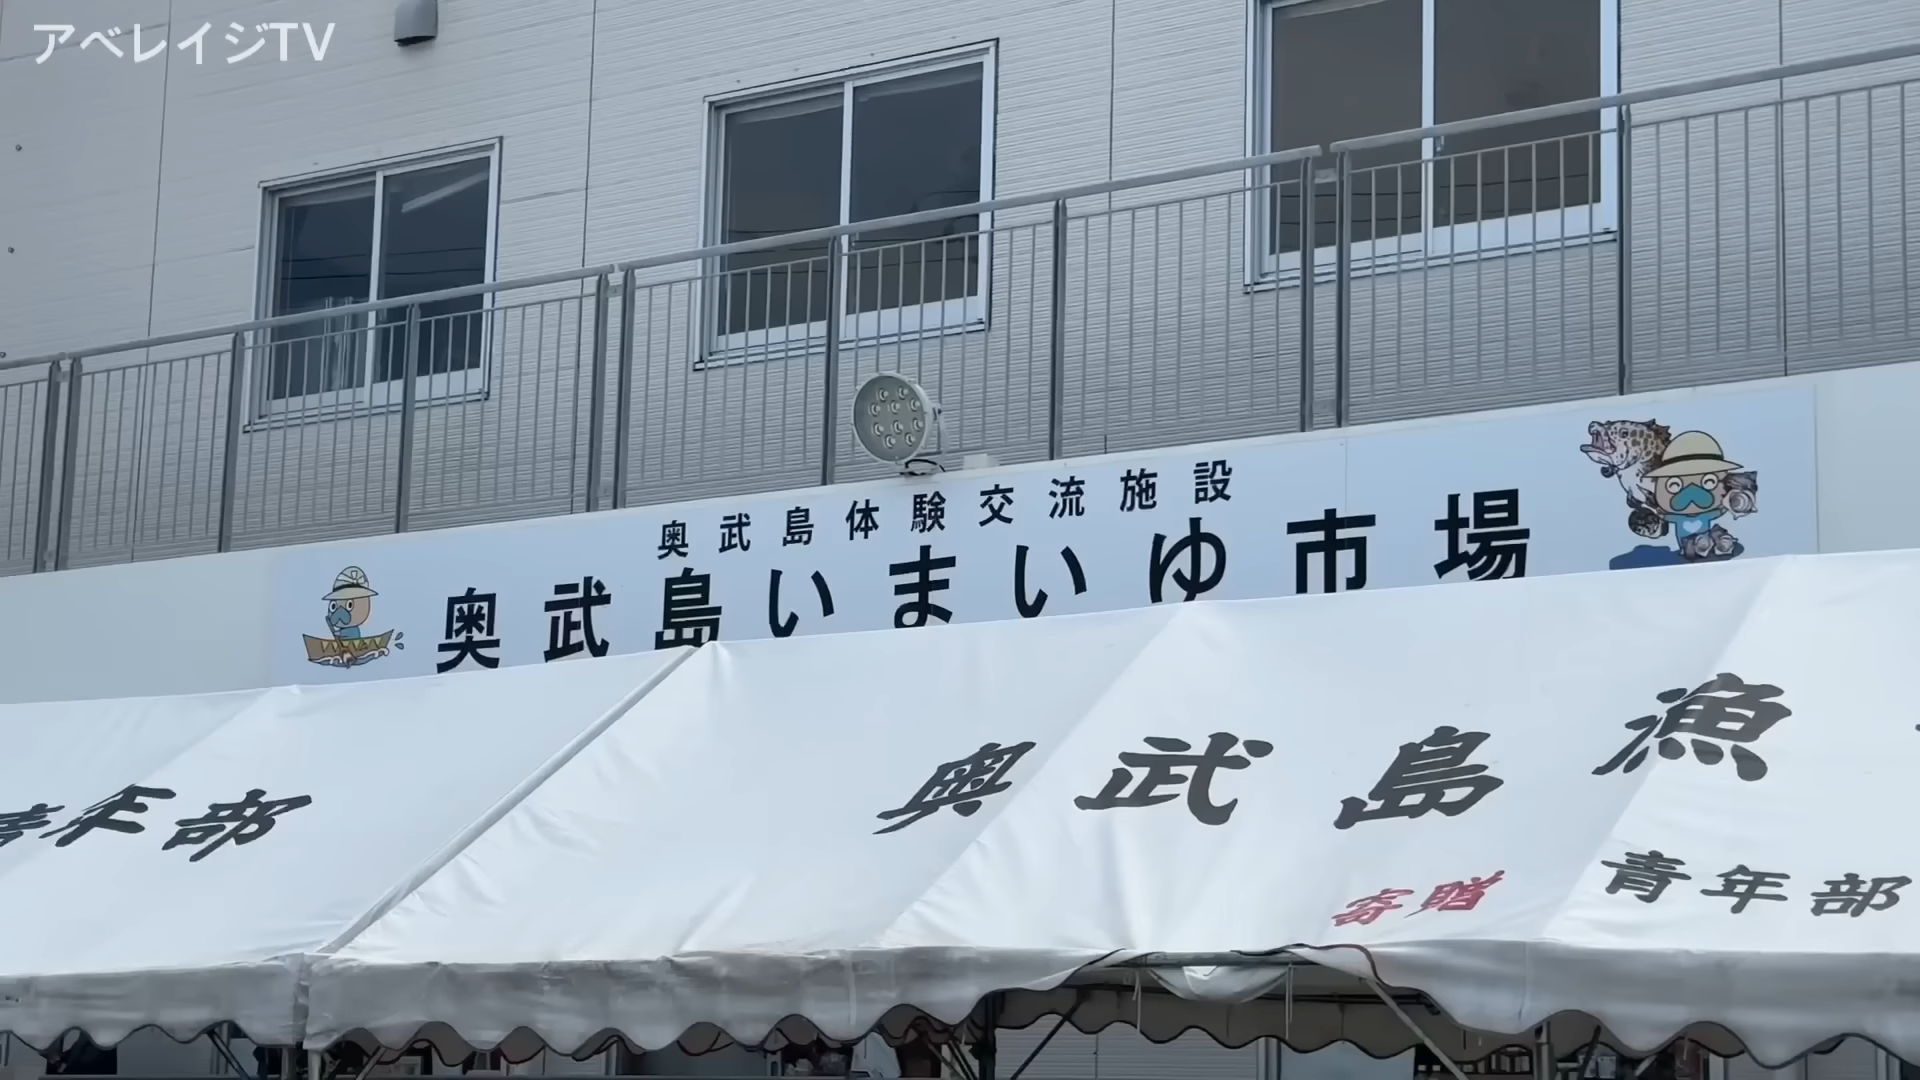 アベレイジTV
奥武島体験交流施設
奥武島いまいゆ市場
青年部
奥武島漁
寄贈 青年部